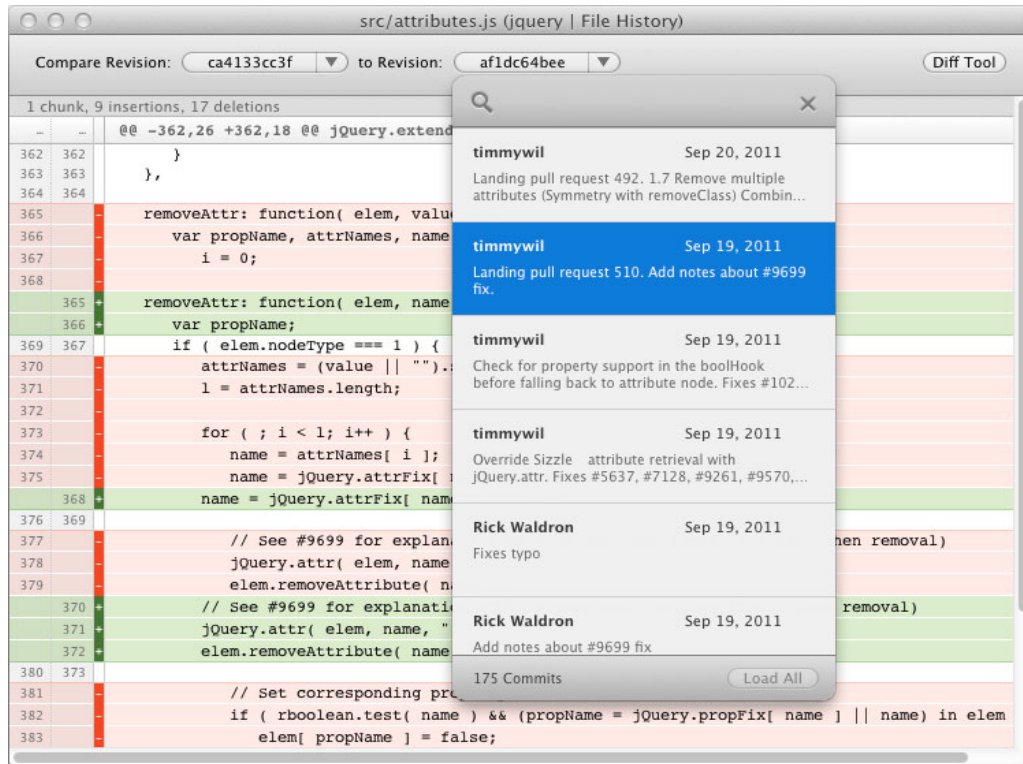 src/attributes.js (jquery | File History)
Compare Revision: ca4133cc3f to Revision: af1dc64bee Diff Tool
1 chunk, 9 insertions, 17 deletions
... ... @@ -362,26 +362,18 @@ jQuery.extend
362 362 }
363 363 },
364 364
365 - removeAttr: function( elem, valu
366 - var propName, attrNames, name
367 - i = 0;
368 -
365 + removeAttr: function( elem, name
366 + var propName;
369 367 if ( elem.nodeType === 1 ) {
370 - attrNames = (value || "").
371 - l = attrNames.length;
372 -
373 - for ( ; i < l; i++ ) {
374 - name = attrNames[ i ];
375 - name = jQuery.attrFix[
368 + name = jQuery.attrFix[ nam
376 369
377 - // See #9699 for explan hen removal)
378 - jQuery.attr( elem, name
379 - elem.removeAttribute( n
370 + // See #9699 for explanati removal)
371 + jQuery.attr( elem, name, "
372 + elem.removeAttribute( name
380 373
381 - // Set corresponding pro
382 - if ( rboolean.test( name ) && (propName = jQuery.propFix[ name ] || name) in elem
383 - elem[ propName ] = false;
timmywil Sep 20, 2011
Landing pull request 492. 1.7 Remove multiple
attributes (Symmetry with removeClass) Combin...
timmywil Sep 19, 2011
Landing pull request 510. Add notes about #9699
fix.
timmywil Sep 19, 2011
Check for property support in the boolHook
before falling back to attribute node. Fixes #102...
timmywil Sep 19, 2011
Override Sizzle attribute retrieval with
jQuery.attr. Fixes #5637, #7128, #9261, #9570,...
Rick Waldron Sep 19, 2011
Fixes typo
Rick Waldron Sep 19, 2011
Add notes about #9699 fix
175 Commits Load All